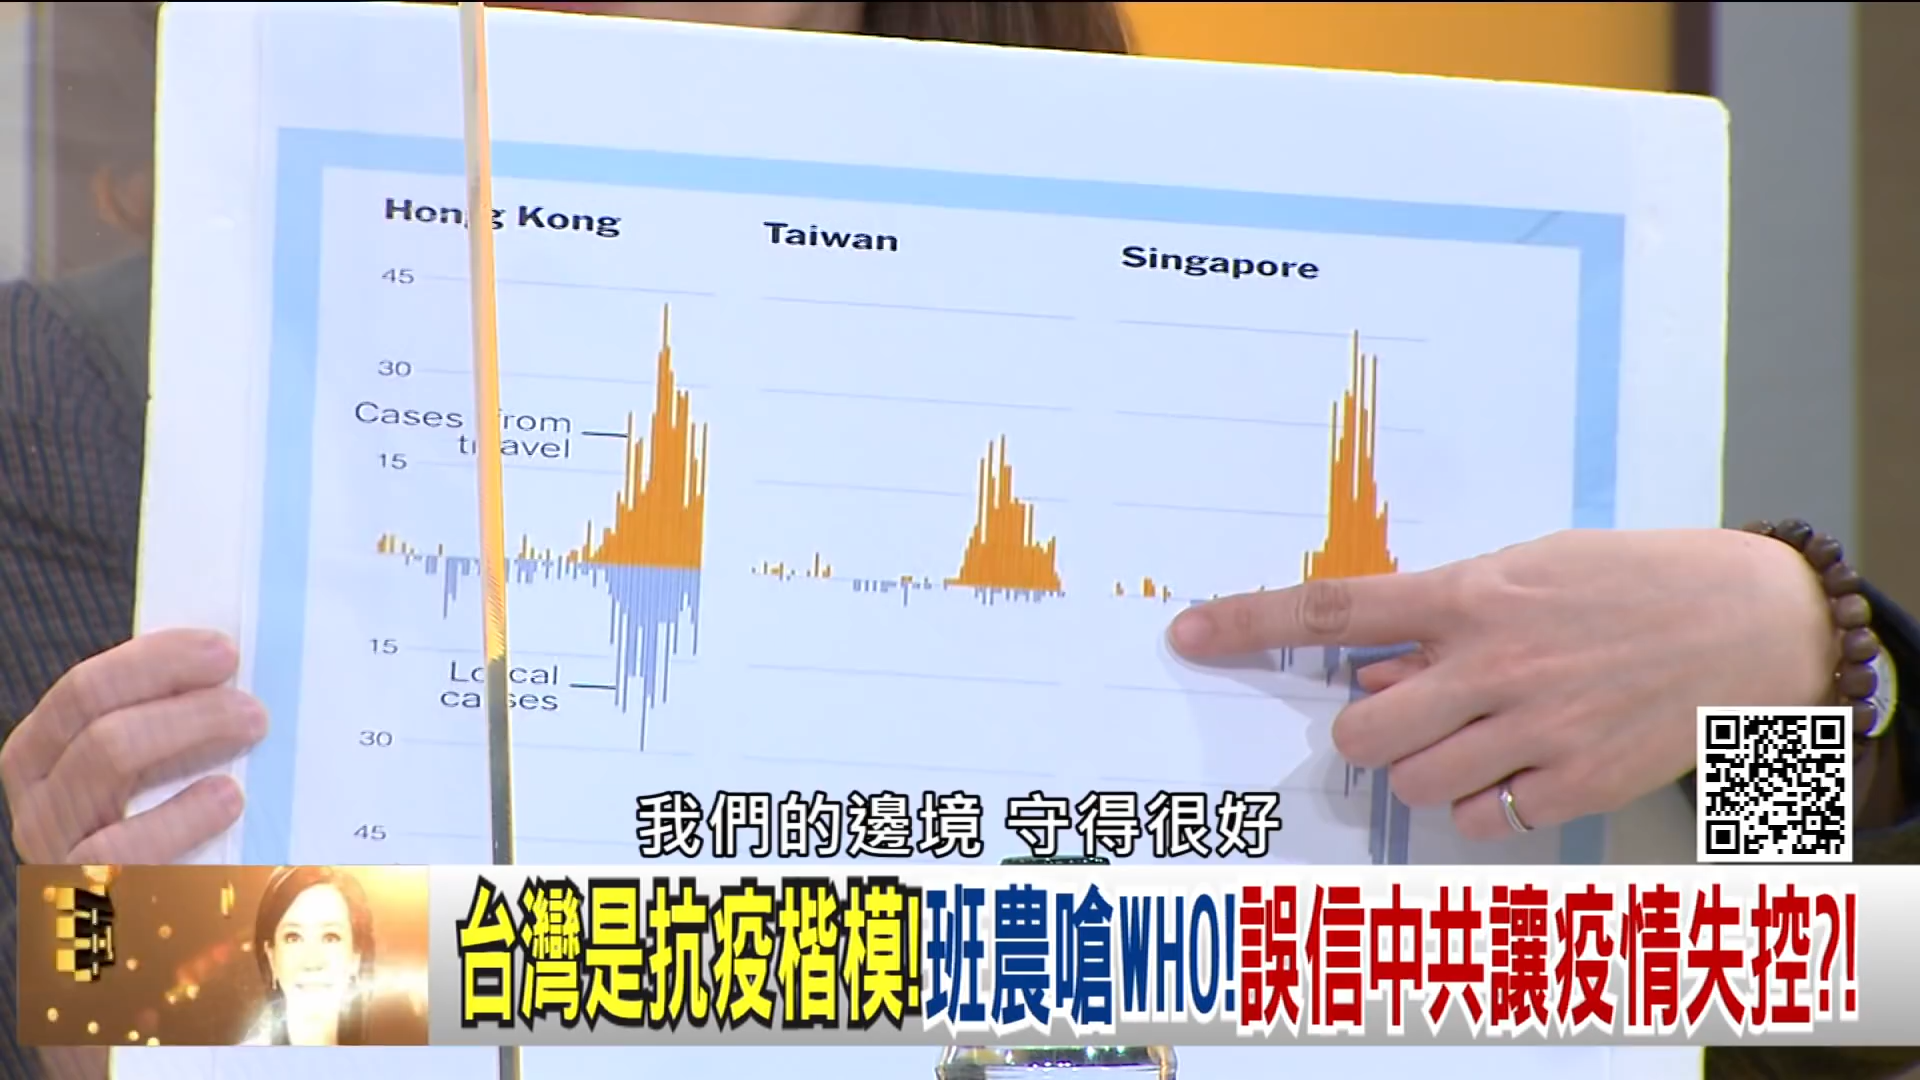 Hong Kong
Taiwan
Singapore
45
30
Cases from
travel
15
15
Local
cases
30
45
我們的邊境 守得很好
台灣是抗疫楷模!班農嗆WHO!誤信中共讓疫情失控?!